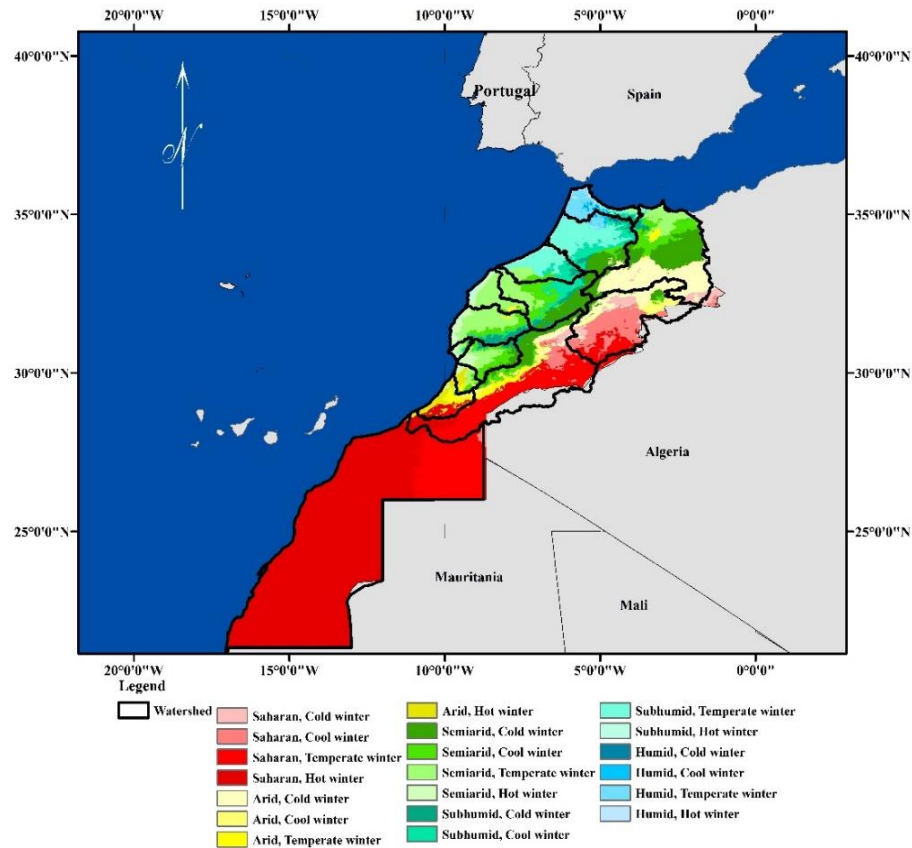 20°0'0"W 15°0'0"W 10°0'0"W 5°0'0"W 0°0'0"
40°0'0"N 40°0'0"N
N
Portugal
Spain
35°0'0"N 35°0'0"N
30°0'0"N 30°0'0"N
Algeria
25°0'0"N 25°0'0"N
Mauritania
Mali
20°0'0"W 15°0'0"W 10°0'0"W 5°0'0"W 0°0'0"
Legend
Watershed
Saharan, Cold winter
Saharan, Cool winter
Saharan, Temperate winter
Saharan, Hot winter
Arid, Cold winter
Arid, Cool winter
Arid, Temperate winter
Arid, Hot winter
Semiarid, Cold winter
Semiarid, Cool winter
Semiarid, Temperate winter
Semiarid, Hot winter
Subhumid, Cold winter
Subhumid, Cool winter
Subhumid, Temperate winter
Subhumid, Hot winter
Humid, Cold winter
Humid, Cool winter
Humid, Temperate winter
Humid, Hot winter